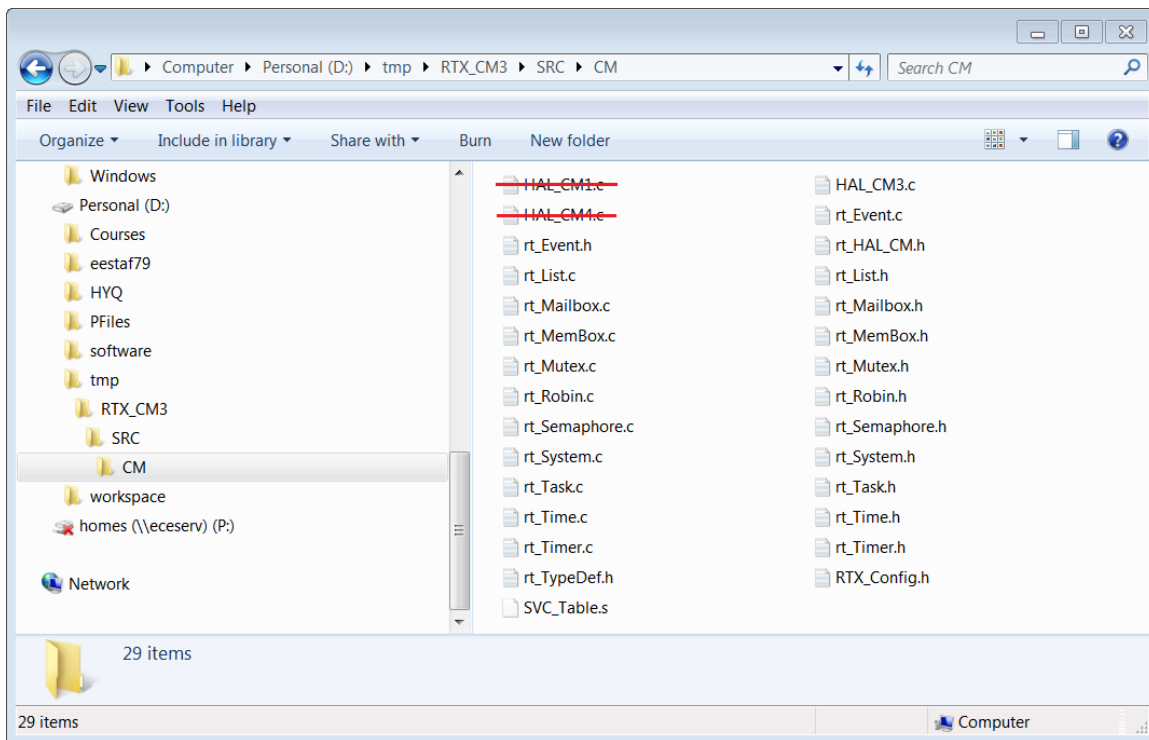 Computer Personal (D:) tmp RTX_CM3 SRC CM
Search CM
File Edit View Tools Help
Organize Include in library Share with Burn New folder
Windows
Personal (D:)
Courses
eestaf79
HYQ
PFiles
software
tmp
RTX_CM3
SRC
CM
workspace
homes (\\eceserv) (P:)
Network
HAL_CM1.c HAL_CM3.c
HAL_CM4.c rt_Event.c
rt_Event.h rt_HAL_CM.h
rt_List.c rt_List.h
rt_Mailbox.c rt_Mailbox.h
rt_MemBox.c rt_MemBox.h
rt_Mutex.c rt_Mutex.h
rt_Robin.c rt_Robin.h
rt_Semaphore.c rt_Semaphore.h
rt_System.c rt_System.h
rt_Task.c rt_Task.h
rt_Time.c rt_Time.h
rt_Timer.c rt_Timer.h
rt_TypeDef.h RTX_Config.h
SVC_Table.s
29 items
29 items Computer